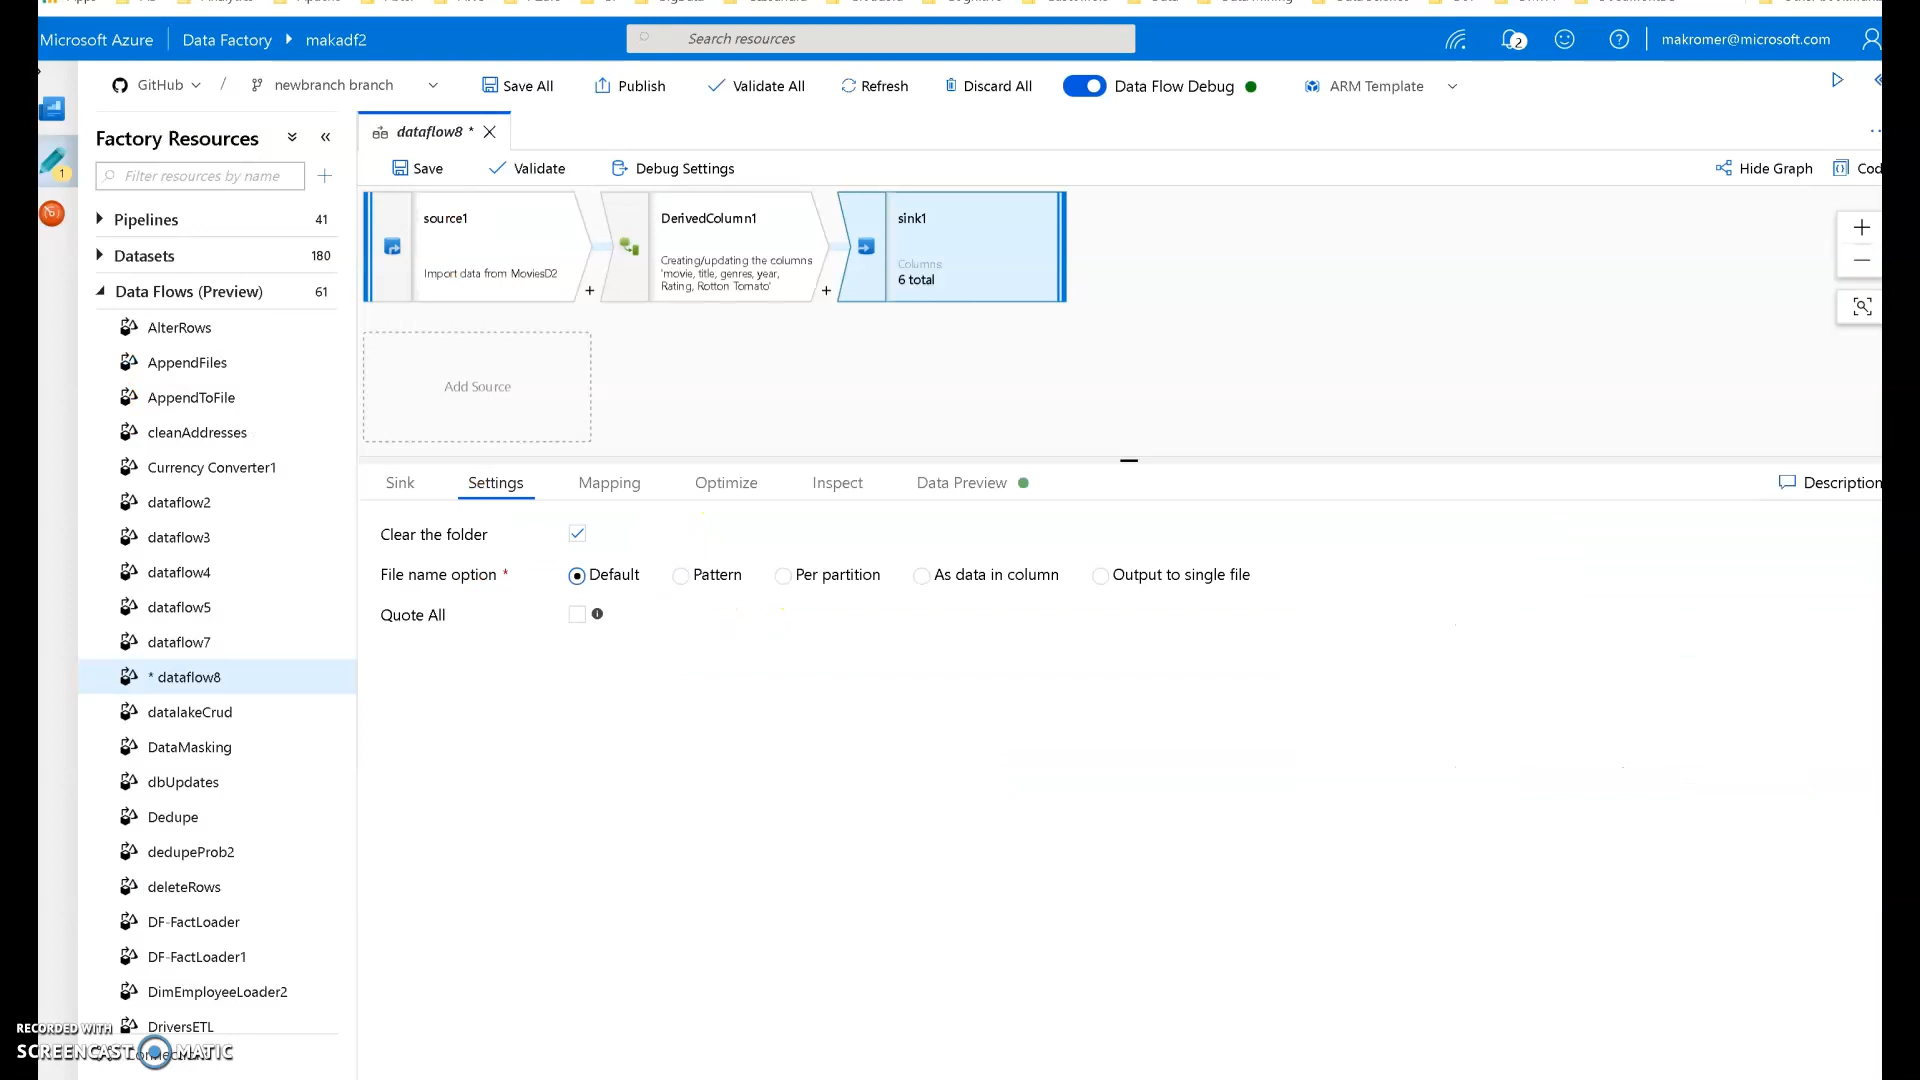 Microsoft Azure
Data Factory
makadf2
Search resources
2
makromer@microsoft.com
GitHub
/
newbranch branch
Save All
Publish
Validate All
Refresh
Discard All
Data Flow Debug
ARM Template
1
Factory Resources
Filter resources by name
Pipelines 41
Datasets 180
Data Flows (Preview) 61
AlterRows
AppendFiles
AppendToFile
cleanAddresses
Currency Converter1
dataflow2
dataflow3
dataflow4
dataflow5
dataflow7
* dataflow8
datalakeCrud
DataMasking
dbUpdates
Dedupe
dedupeProb2
deleteRows
DF-FactLoader
DF-FactLoader1
DimEmployeeLoader2
DriversETL
dataflow8 *
Save
Validate
Debug Settings
Hide Graph
Cod
source1
Import data from MoviesD2
DerivedColumn1
Creating/updating the columns
'movie, title, genres, year,
Rating, Rotton Tomato'
sink1
Columns:
6 total
Add Source
Sink
Settings
Mapping
Optimize
Inspect
Data Preview
Description
Clear the folder
File name option *
Default
Pattern
Per partition
As data in column
Output to single file
Quote All
RECORDED WITH
SCREENCAST MATIC